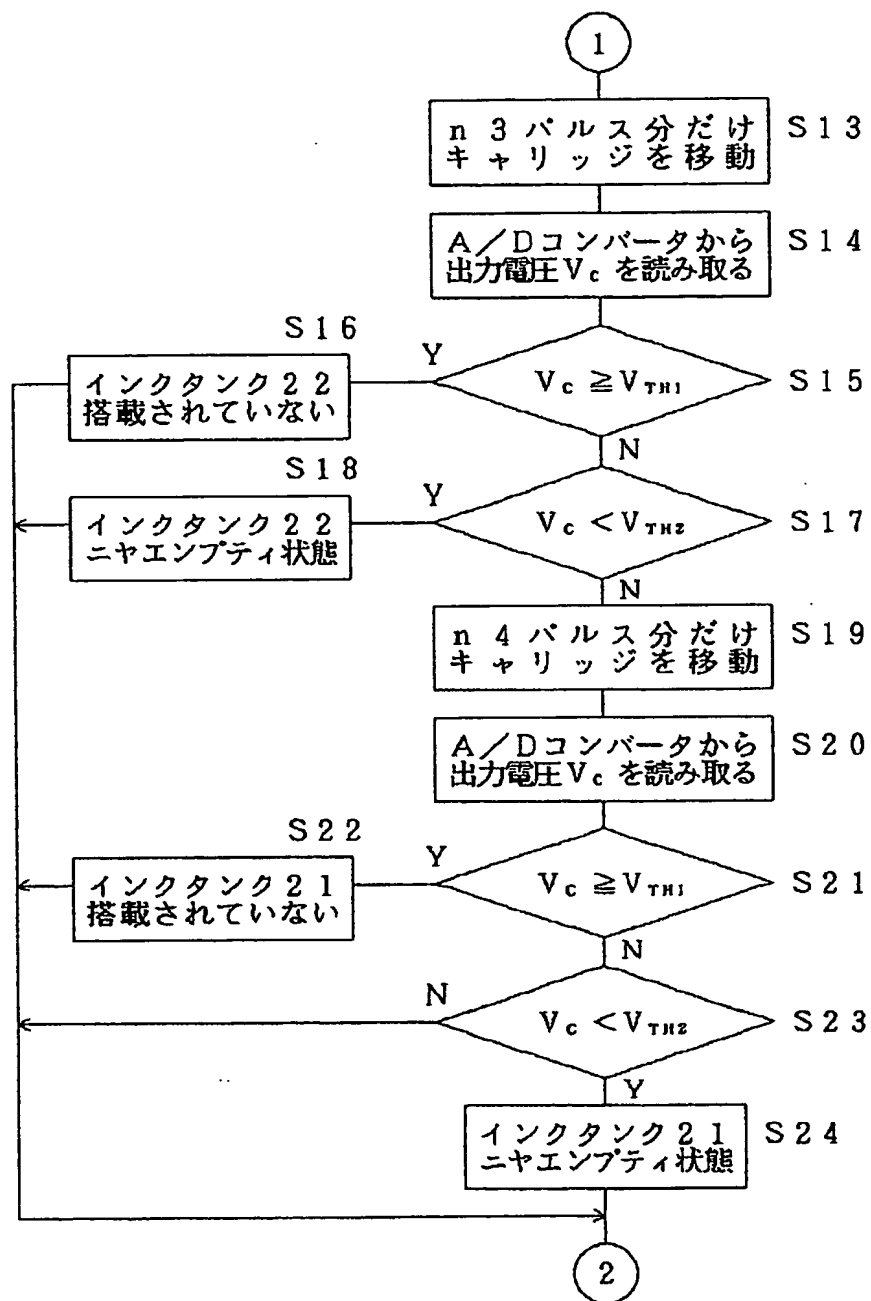 1
n3パルス分だけ
キャリッジを移動
S13
A/Dコンバータから
出力電圧Vcを読み取る
S14
S16
インクタンク22
搭載されていない
Y
Vc≧VTH1
S15
N
S18
インクタンク22
ニヤエンプティ状態
Y
Vc<VTH2
S17
N
n4パルス分だけ
キャリッジを移動
S19
A/Dコンバータから
出力電圧Vcを読み取る
S20
S22
インクタンク21
搭載されていない
Y
Vc≧VTH1
S21
N
N
Vc<VTH2
S23
Y
インクタンク21
ニヤエンプティ状態
S24
2